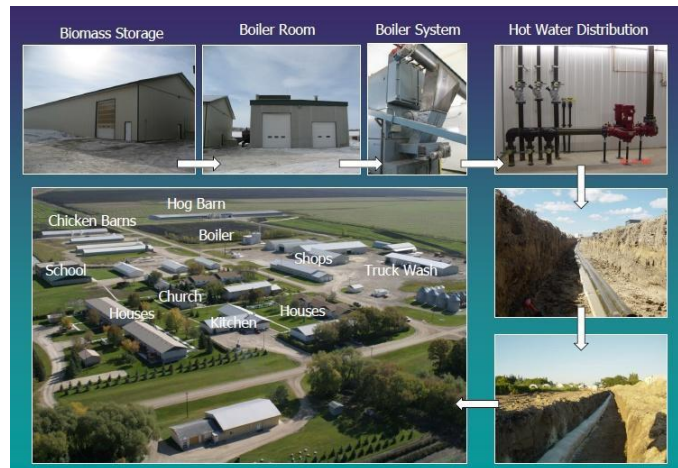 Biomass Storage
Boiler Room
Boiler System
Hot Water Distribution
Hog Barn
Chicken Barns
Boiler
School
Shops
Truck Wash
Church
Houses
Houses
Kitchen